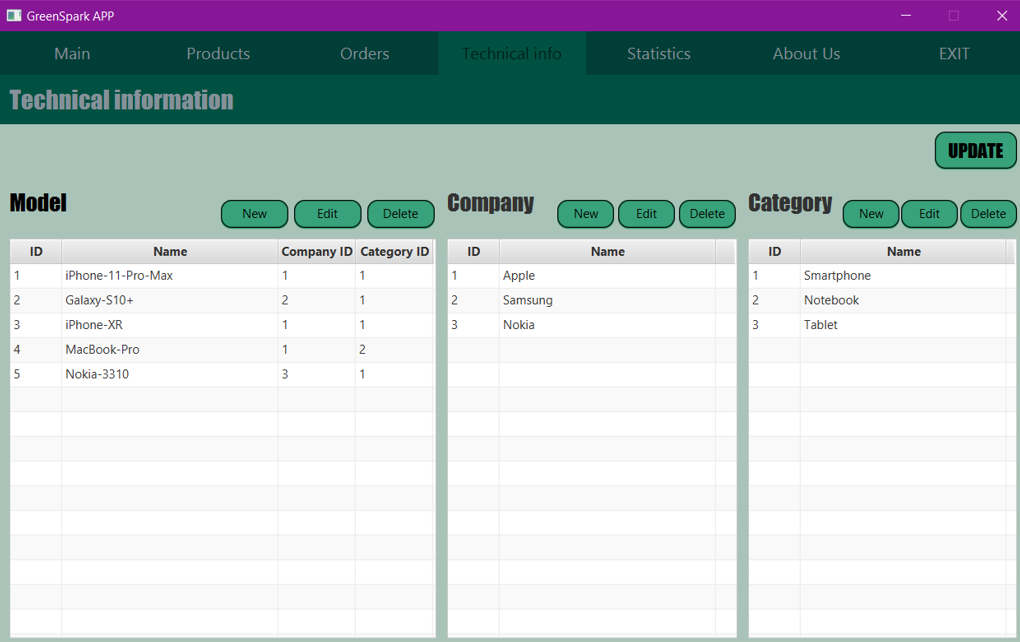 GreenSpark APP
Main Products Orders Technical info Statistics About Us EXIT
Technical information
UPDATE
Model New Edit Delete Company New Edit Delete Category New Edit Delete
ID Name Company ID Category ID ID Name ID Name
1 iPhone-11-Pro-Max 1 1 1 Apple 1 Smartphone
2 Galaxy-S10+ 2 1 2 Samsung 2 Notebook
3 iPhone-XR 1 1 3 Nokia 3 Tablet
4 MacBook-Pro 1 2
5 Nokia-3310 3 1